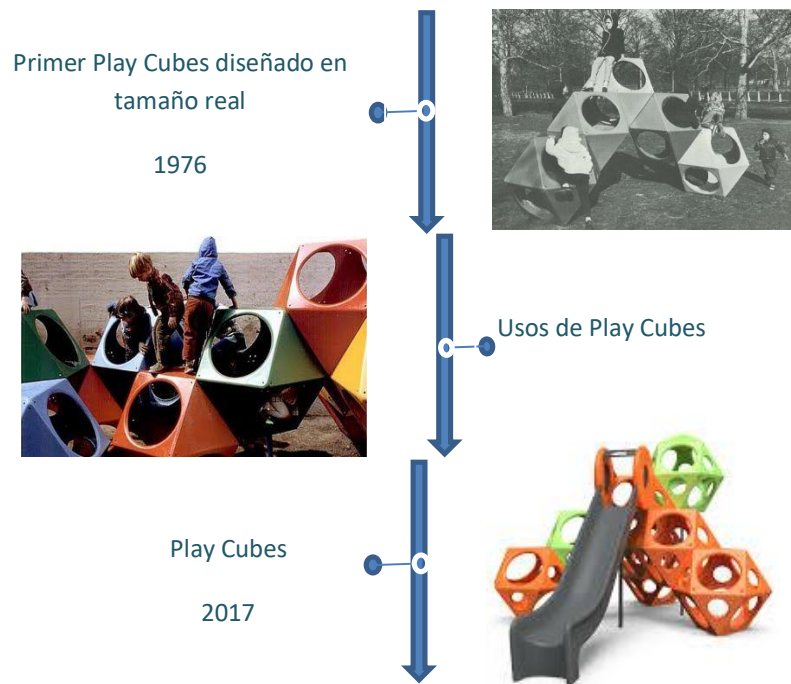 Primer Play Cubes diseñado en
tamaño real
1976
Usos de Play Cubes
Play Cubes
2017